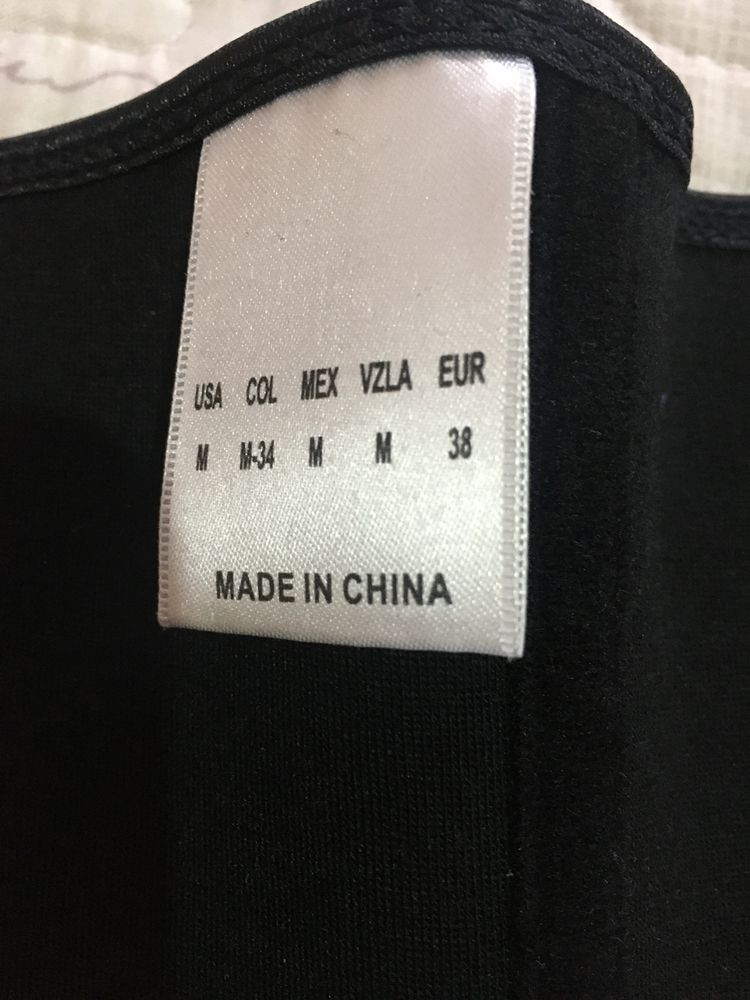 USA COL MEX VZLA EUR
M M-34 M M 38
MADE IN CHINA